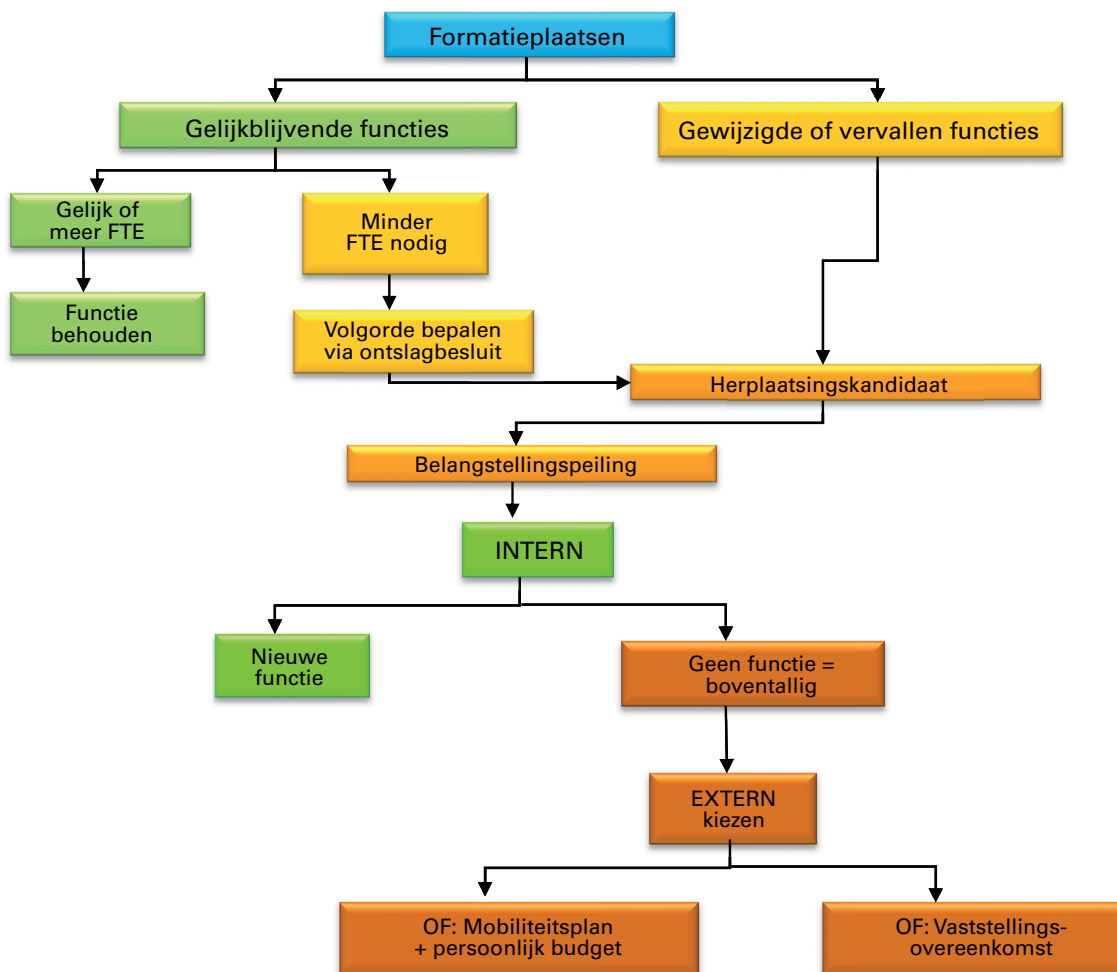 Formatieplaatsen
Gelijkblijvende functies
Gewijzigde of vervallen functies
Gelijk of
meer FTE
Minder
FTE nodig
Functie
behouden
Volgorde bepalen
via ontslagbesluit
Herplaatsingskandidaat
Belangstellingspeiling
INTERN
Nieuwe
functie
Geen functie =
boventallig
EXTERN
kiezen
OF: Mobiliteitsplan
+ persoonlijk budget
OF: Vaststellings-
overeenkomst